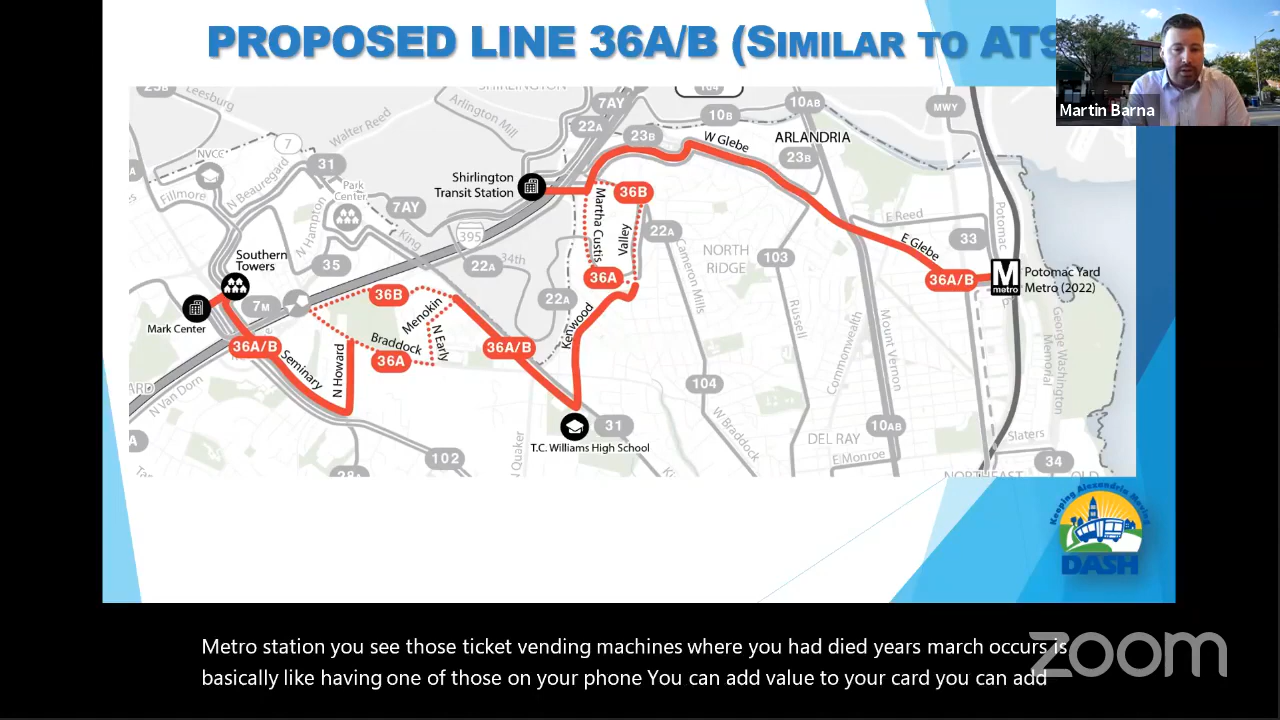 PROPOSED LINE 36A/B (SIMILAR TO AT9
Martin Barna
23B
Leesburg
SHIRLINGTON
Arlington Mill
7AY
104
10B
10AB
MWY
Walter Reed
22A
23B
W Glebe
ARLANDRIA
23B
NVCC
7
31
N Beauregard
Fillmore
Park
Center
Shirlington
Transit Station
36B
Martha Custis
Valley
N Hampton
7AY
King
395
22A
34th
22A
NORTH
RIDGE
Cameron Mills
103
E Reed
33
Potomac
E Glebe
36A/B
M
metro
Potomac Yard
Metro (2022)
Southern
Towers
35
36A
7M
36B
Menokin
22A
Kenwood
Mark Center
36A/B
Seminary
N Howard
Braddock
36A
N Early
36A/B
Russell
Commonwealth
Mount Vernon
George Washington
Memorial
N Van Dorn
104
W Braddock
T.C. Williams High School
31
10AB
DEL RAY
E Monroe
Slaters
34
102
N Quaker
NORTHEAST
OLD
Keeping Alexandria Moving
DASH
Metro station you see those ticket vending machines where you had died years march occurs is
basically like having one of those on your phone You can add value to your card you can add
zoom